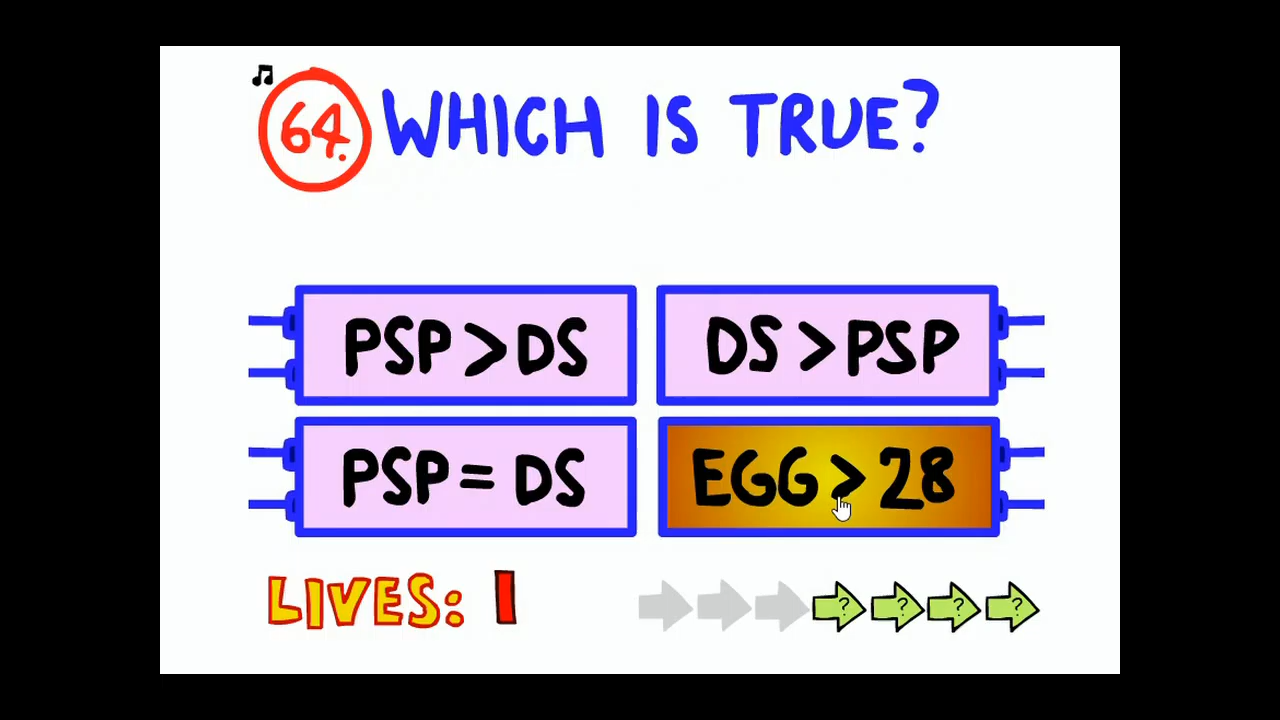 64. WHICH IS TRUE?
PSP > DS
DS > PSP
PSP = DS
EGG > 28
LIVES: 1
? ? ? ?